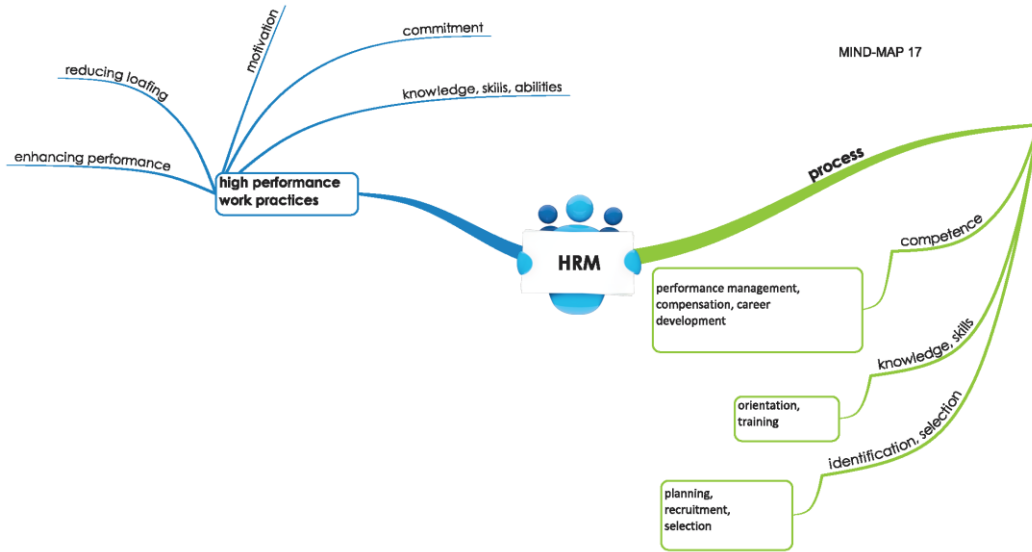 MIND-MAP 17
motivation
commitment
reducing loafing
knowledge, skills, abilities
enhancing performance
high performance
work practices
HRM
process
competence
performance management,
compensation, career
development
knowledge, skills
orientation,
training
identification, selection
planning,
recruitment,
selection